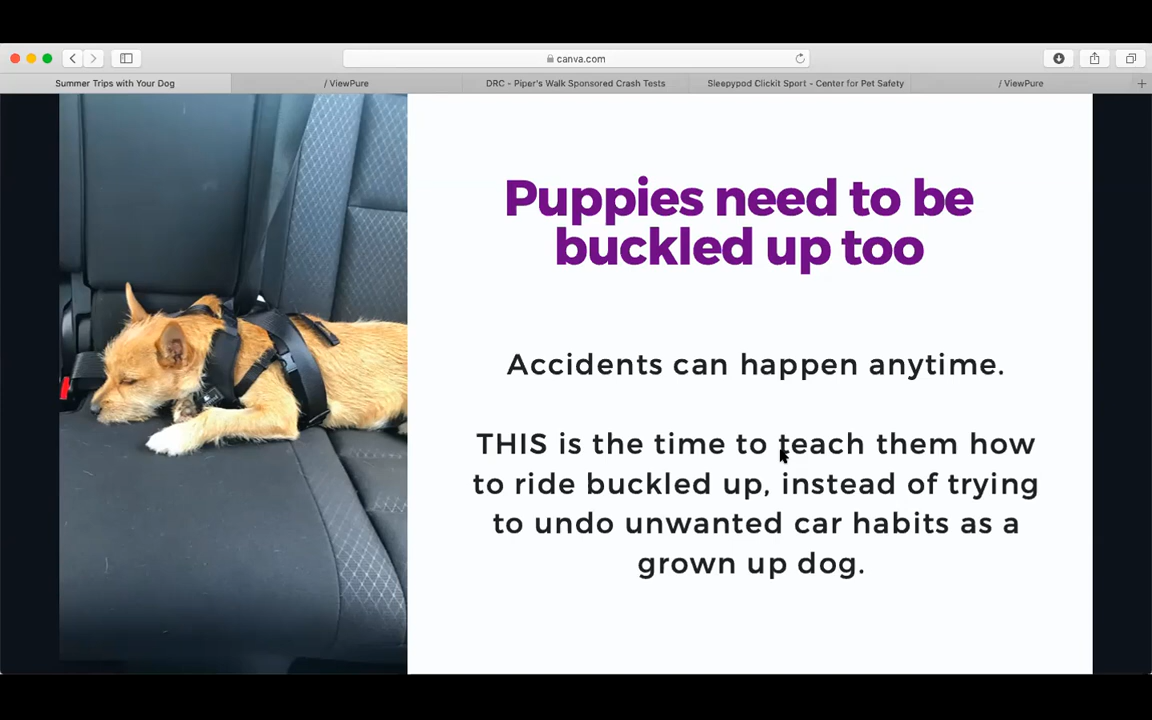 canva.com
Summer Trips with Your Dog
/ ViewPure
DRC - Piper's Walk Sponsored Crash Tests
Sleepypod Clickit Sport - Center for Pet Safety
/ ViewPure
Puppies need to be
buckled up too
Accidents can happen anytime.
THIS is the time to teach them how
to ride buckled up, instead of trying
to undo unwanted car habits as a
grown up dog.